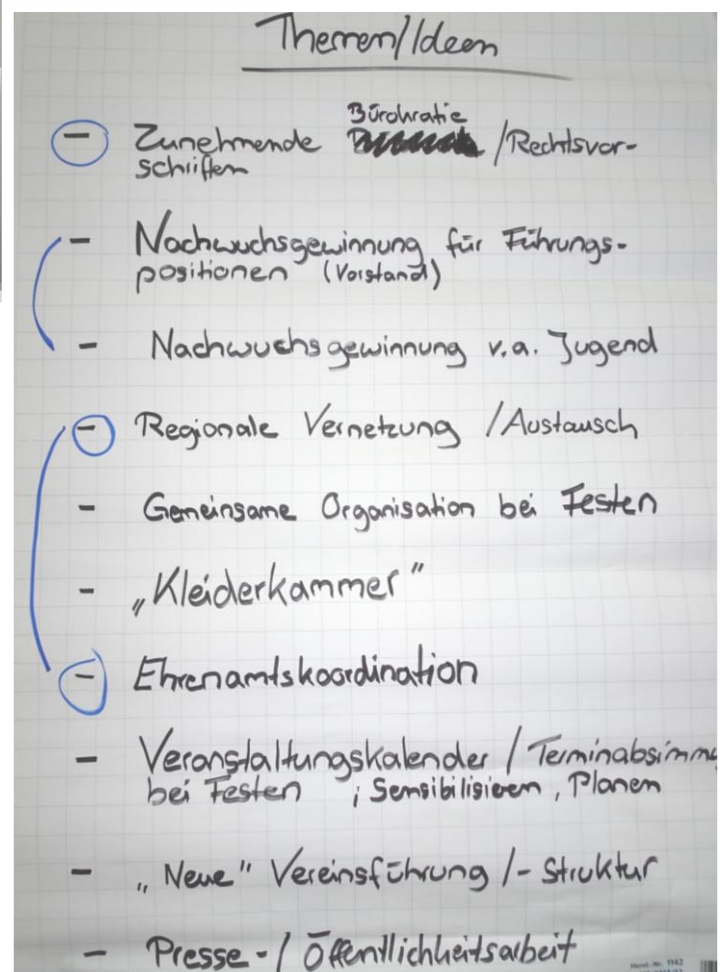 Themen/Ideen
Bürokratie
- Zunehmende /Rechtsvor-
schriften
- Nachwuchsgewinnung für Führungs-
positionen (Vorstand)
- Nachwuchsgewinnung v.a. Jugend
- Regionale Vernetzung /Austausch
- Gemeinsame Organisation bei Festen
- „Kleiderkammer"
- Ehrenamtskoordination
- Veranstaltungskalender / Terminabsimmu
bei Festen ; Sensibilisieren, Planen
- „Neue" Vereinsführung /- Struktur
- Presse- / Öffentlichkeitsarbeit